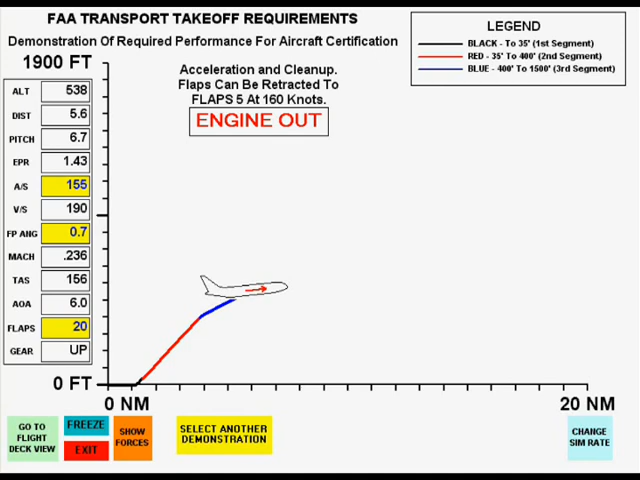 FAA TRANSPORT TAKEOFF REQUIREMENTS
Demonstration Of Required Performance For Aircraft Certification
LEGEND
BLACK - To 35' (1st Segment)
RED - 35' To 400' (2nd Segment)
BLUE - 400' To 1500' (3rd Segment)
1900 FT
Acceleration and Cleanup.
Flaps Can Be Retracted To
FLAPS 5 At 160 Knots.
ENGINE OUT
ALT 538
DIST 5.6
PITCH 6.7
EPR 1.43
A/S 155
V/S 190
FP ANG 0.7
MACH .236
TAS 156
AOA 6.0
FLAPS 20
GEAR UP
0 FT
0 NM
20 NM
GO TO
FLIGHT
DECK VIEW
FREEZE
EXIT
SHOW
FORCES
SELECT ANOTHER
DEMONSTRATION
CHANGE
SIM RATE